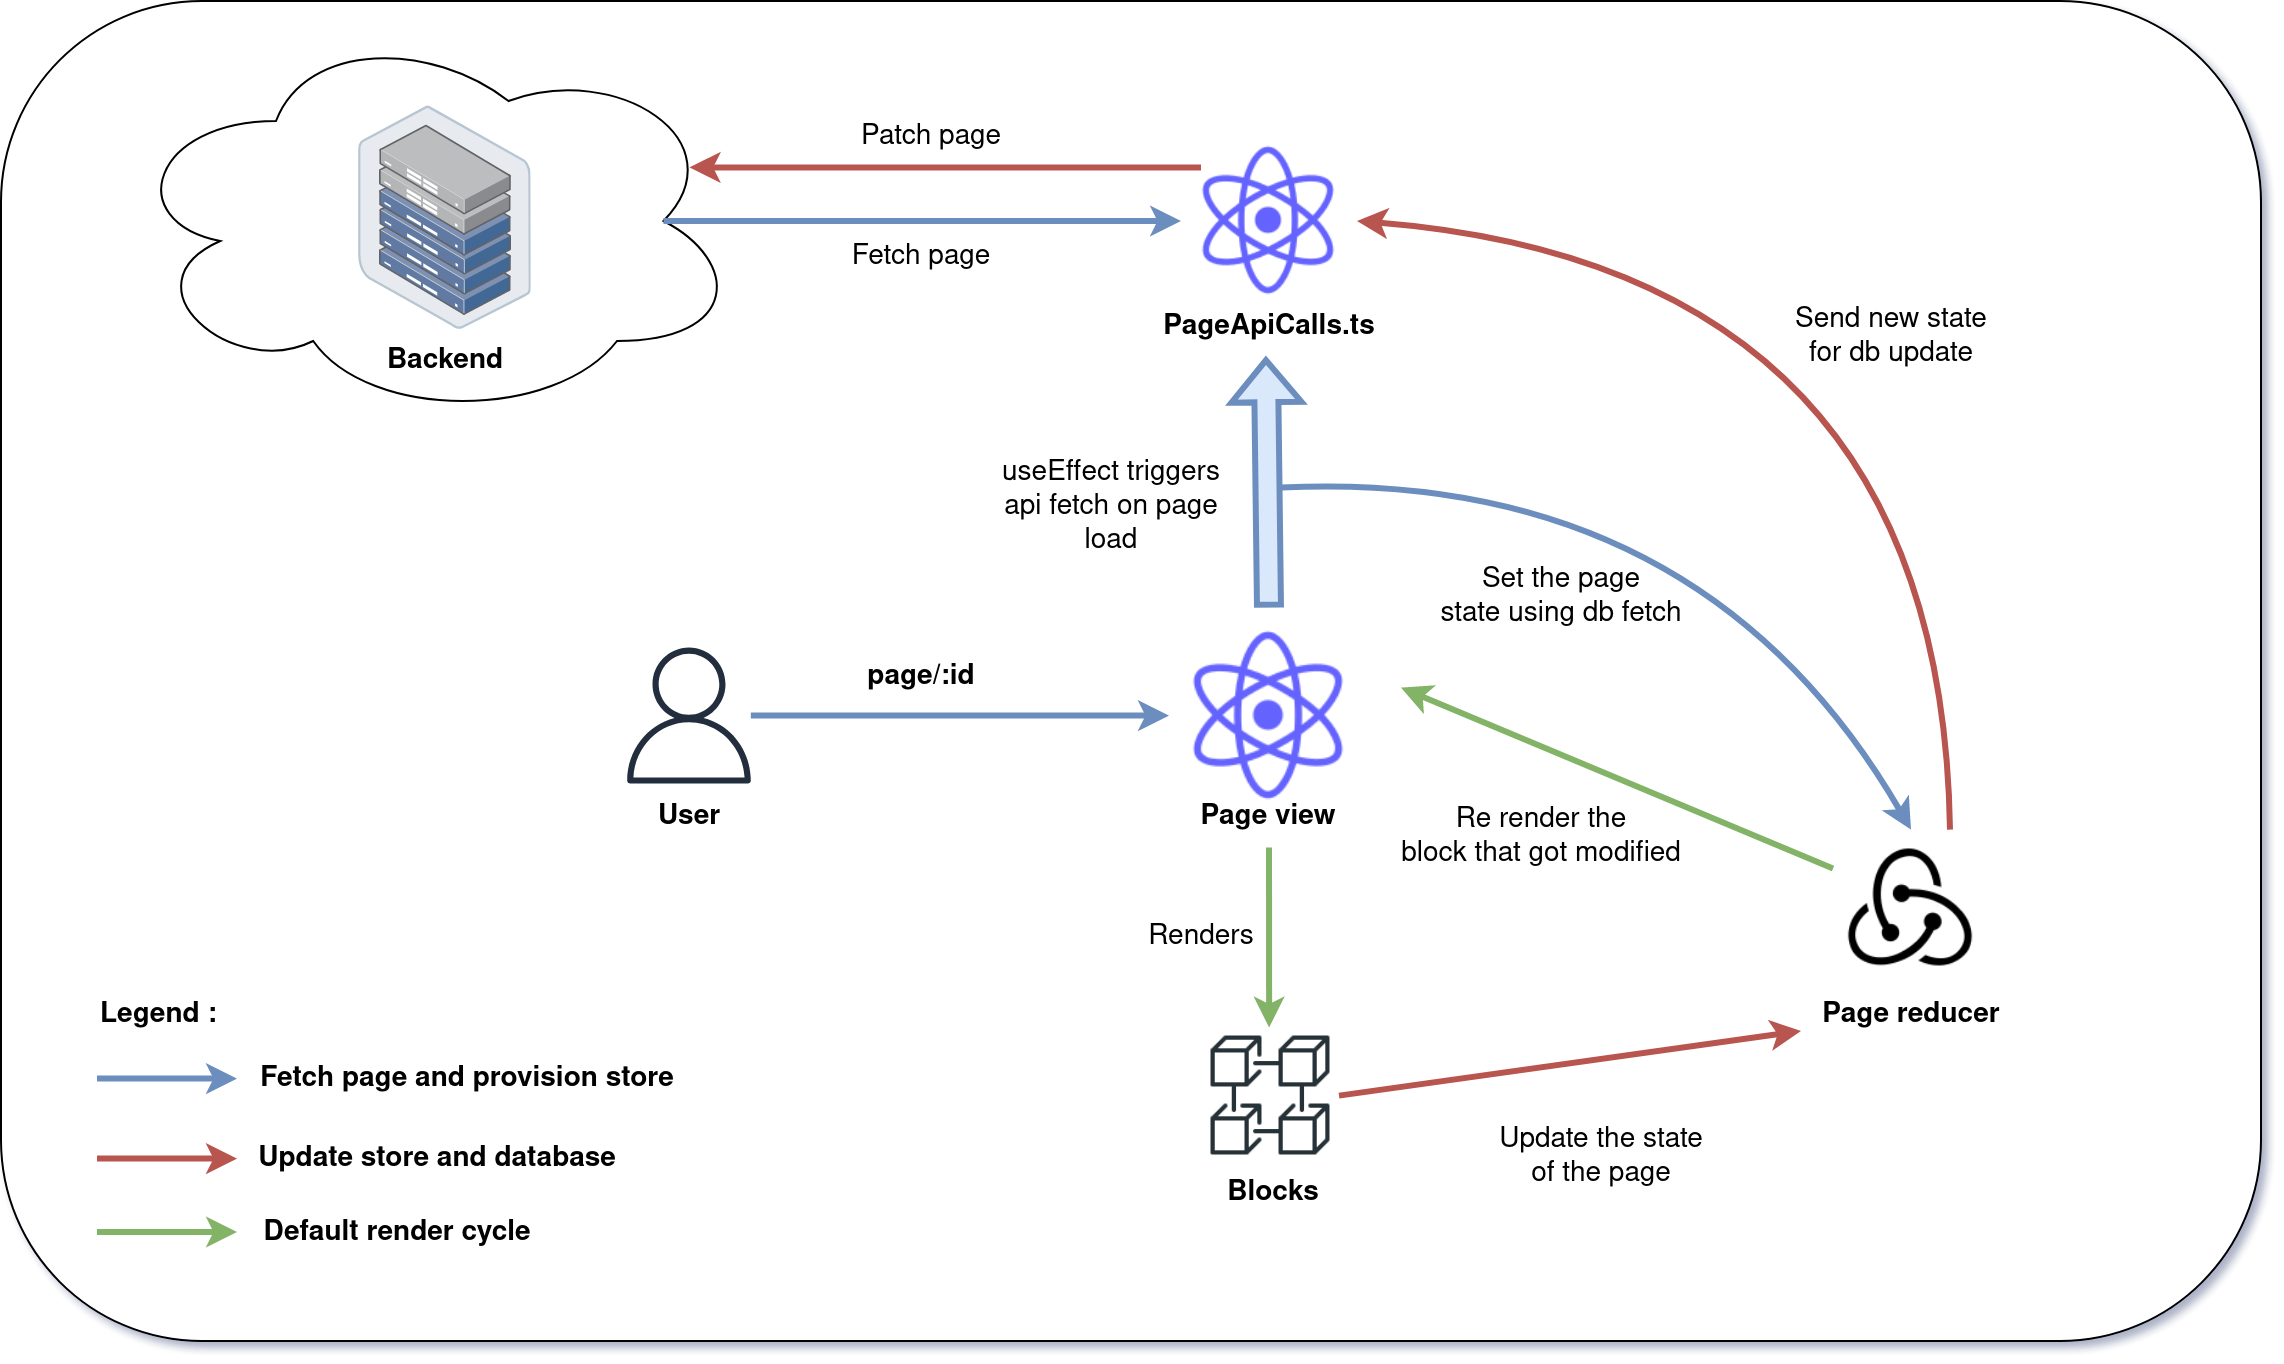 Patch page
Fetch page
Backend
PageApiCalls.ts
Send new state
for db update
useEffect triggers
api fetch on page
load
Set the page
state using db fetch
page/:id
User
Page view
Re render the
block that got modified
Renders
Page reducer
Blocks
Update the state
of the page
Legend :
Fetch page and provision store
Update store and database
Default render cycle